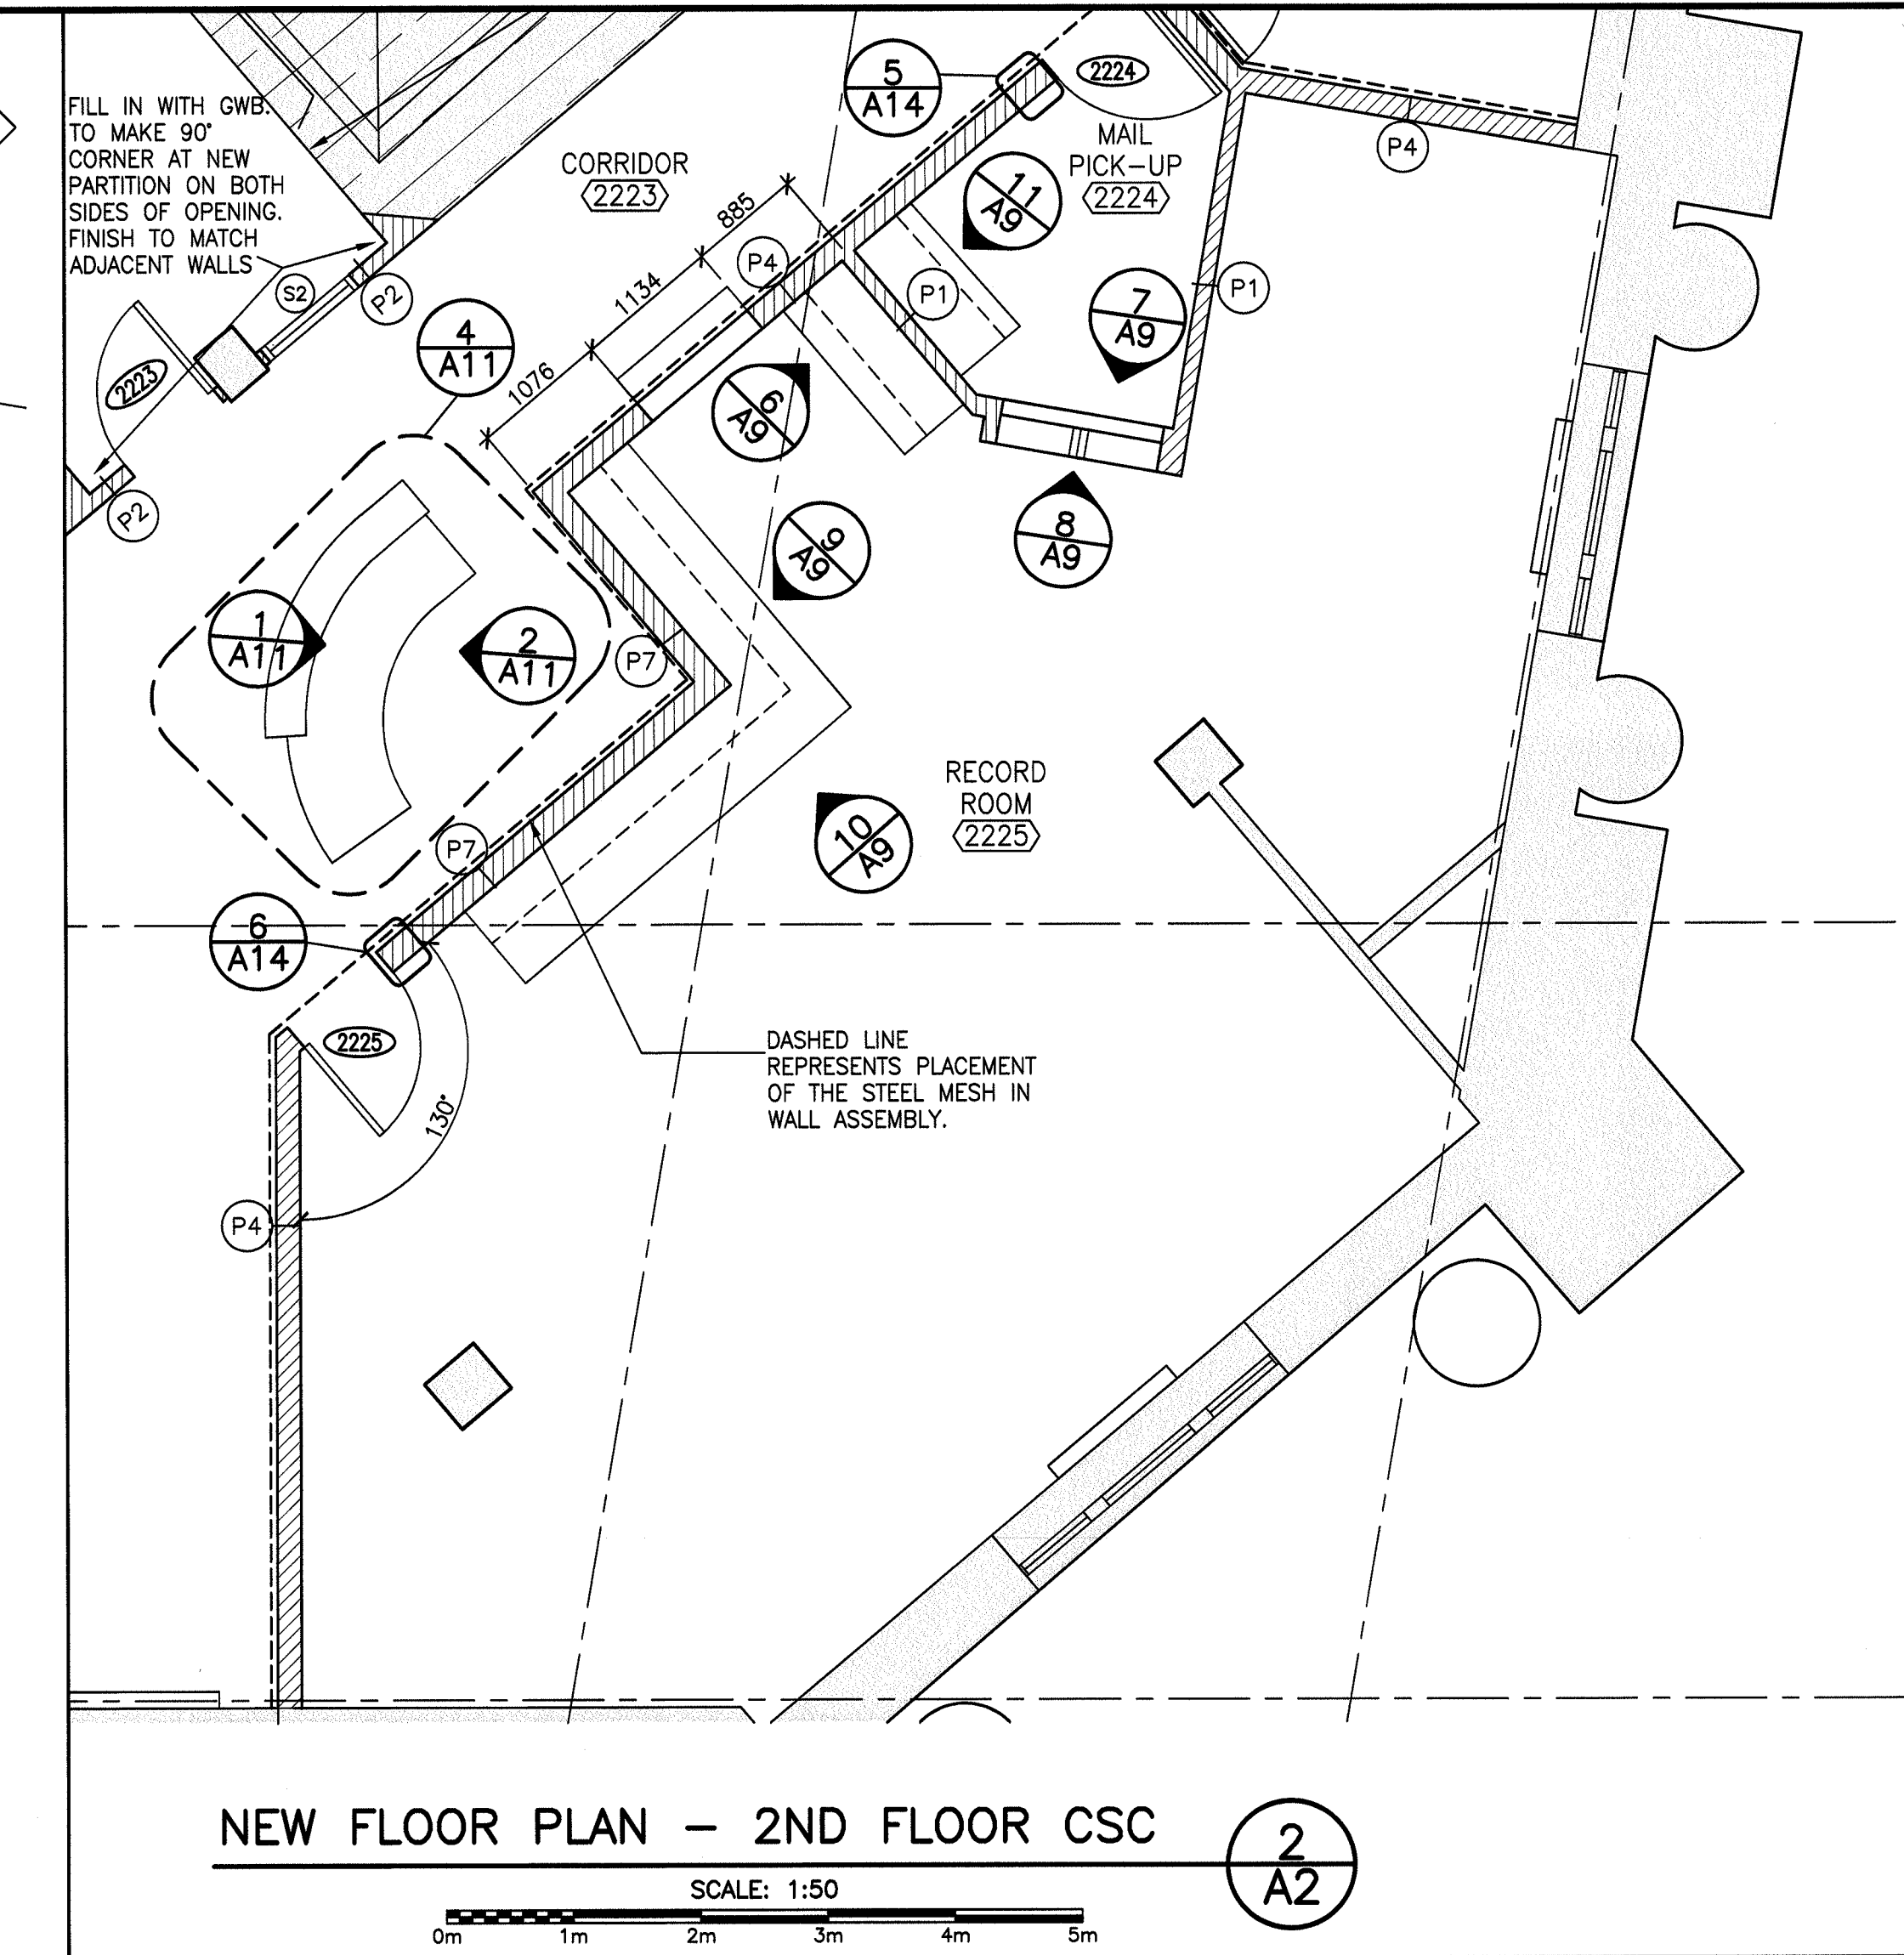 5
A14
2224
FILL IN WITH GWB.
TO MAKE 90°
CORNER AT NEW
PARTITION ON BOTH
SIDES OF OPENING.
FINISH TO MATCH
ADJACENT WALLS
CORRIDOR
2223
MAIL
PICK-UP
2224
P4
11
A9
885
P4
1134
P1
7
A9
P1
S2
P2
4
A11
1076
2223
6
A9
P2
9
A9
8
A9
1
A11
2
A11
P7
RECORD
ROOM
2225
10
A9
P7
6
A14
2225
130°
DASHED LINE
REPRESENTS PLACEMENT
OF THE STEEL MESH IN
WALL ASSEMBLY.
P4
NEW FLOOR PLAN – 2ND FLOOR CSC
2
A2
SCALE: 1:50
0m 1m 2m 3m 4m 5m